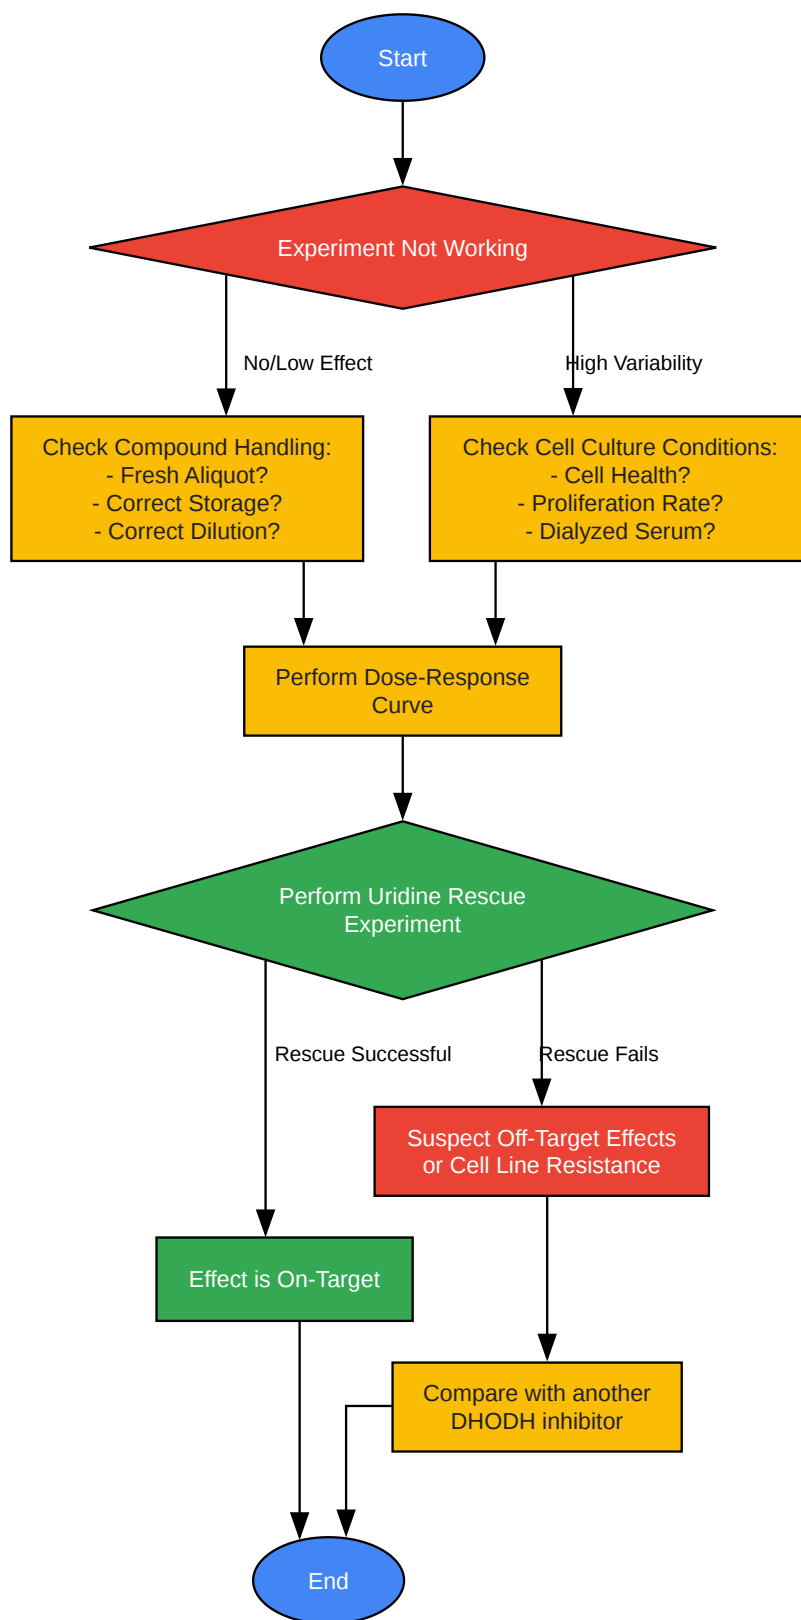 Start
Experiment Not Working
No/Low Effect
High Variability
Check Compound Handling:
- Fresh Aliquot?
- Correct Storage?
- Correct Dilution?
Check Cell Culture Conditions:
- Cell Health?
- Proliferation Rate?
- Dialyzed Serum?
Perform Dose-Response
Curve
Perform Uridine Rescue
Experiment
Rescue Successful
Rescue Fails
Suspect Off-Target Effects
or Cell Line Resistance
Effect is On-Target
Compare with another
DHODH inhibitor
End